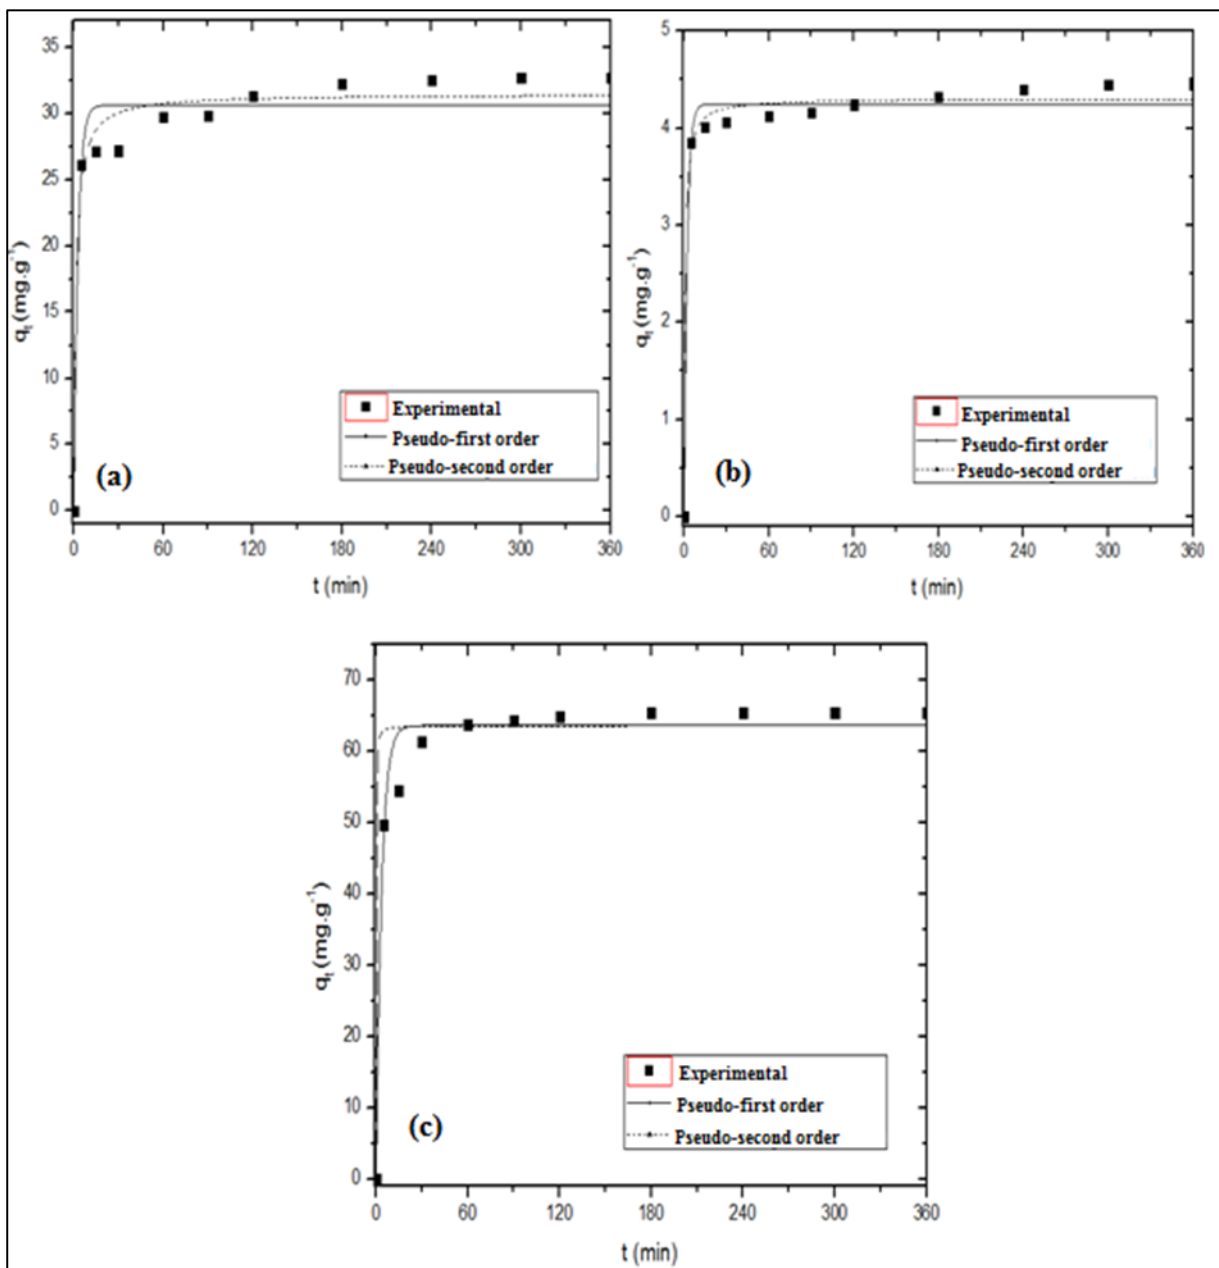 35
30
25
20
15
10
5
0
qt (mg.g-1)
Experimental
Pseudo-first order
Pseudo-second order
(a)
0 60 120 180 240 300 360
t (min)
5
4
3
2
1
0
qt (mg.g-1)
Experimental
Pseudo-first order
Pseudo-second order
(b)
0 60 120 180 240 300 360
t (min)
70
60
50
40
30
20
10
0
qt (mg.g-1)
Experimental
Pseudo-first order
Pseudo-second order
(c)
0 60 120 180 240 300 360
t (min)